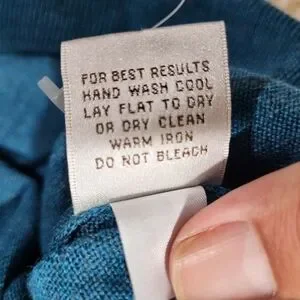 FOR BEST RESULTS
HAND WASH COOL
LAY FLAT TO DRY
OR DRY CLEAN
WARM IRON
DO NOT BLEACH